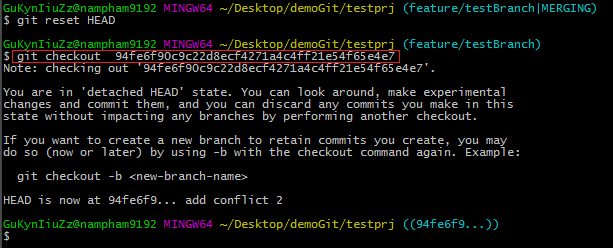 GuKynIiuZz@nampham9192 MINGW64 ~/Desktop/demoGit/testprj (feature/testBranch|MERGING)
$ git reset HEAD
GuKynIiuZz@nampham9192 MINGW64 ~/Desktop/demoGit/testprj (feature/testBranch)
$ git checkout 94fe6f90c9c22d8ecf4271a4c4ff21e54f65e4e7
Note: checking out '94fe6f90c9c22d8ecf4271a4c4ff21e54f65e4e7'.
You are in 'detached HEAD' state. You can look around, make experimental
changes and commit them, and you can discard any commits you make in this
state without impacting any branches by performing another checkout.
If you want to create a new branch to retain commits you create, you may
do so (now or later) by using -b with the checkout command again. Example:
git checkout -b <new-branch-name>
HEAD is now at 94fe6f9... add conflict 2
GuKynIiuZz@nampham9192 MINGW64 ~/Desktop/demoGit/testprj ((94fe6f9...))
$